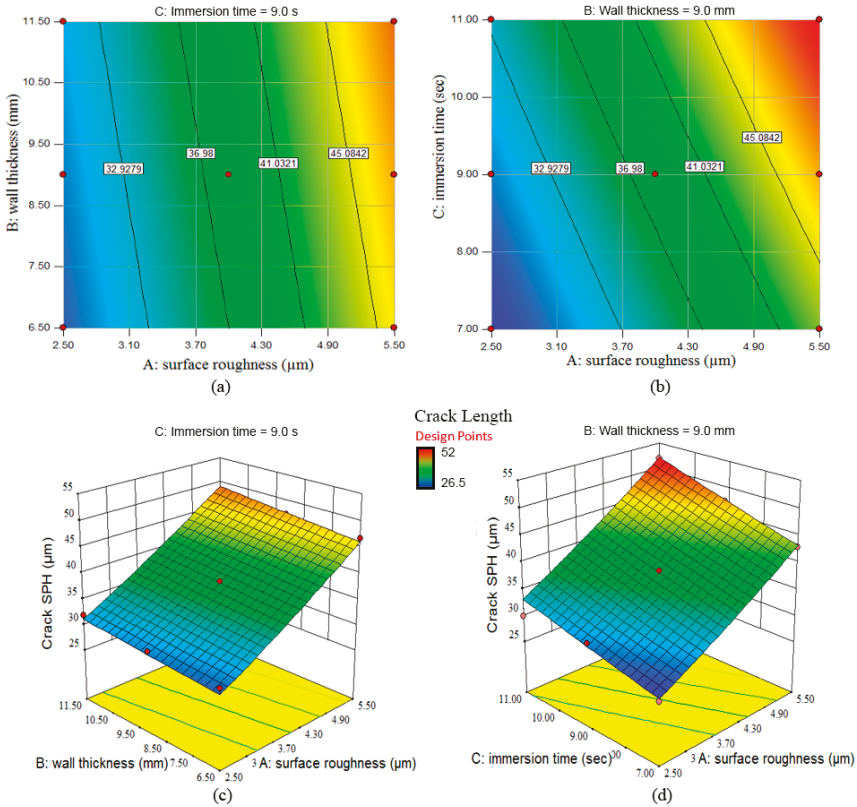 C: Immersion time = 9.0 s
11.50
10.50
9.50
8.50
7.50
6.50
B: wall thickness (mm)
32.9279
36.98
41.0321
45.0842
2.50 3.10 3.70 4.30 4.90 5.50
A: surface roughness (µm)
(a)
B: Wall thickness = 9.0 mm
11.00
10.00
9.00
8.00
7.00
C: immersion time (sec)
32.9279
36.98
41.0321
45.0842
2.50 3.10 3.70 4.30 4.90 5.50
A: surface roughness (µm)
(b)
Crack Length
Design Points
52
26.5
C: Immersion time = 9.0 s
55
50
45
40
35
30
25
Crack SPH (µm)
11.50
10.50
9.50
8.50
7.50
6.50
B: wall thickness (mm)
2.50
3
3.70
4.30
4.90
5.50
A: surface roughness (µm)
(c)
B: Wall thickness = 9.0 mm
55
50
45
40
35
30
25
Crack SPH (µm)
11.00
10.00
9.00
00
7.00
C: immersion time (sec)
2.50
3
3.70
4.30
4.90
5.50
A: surface roughness (µm)
(d)